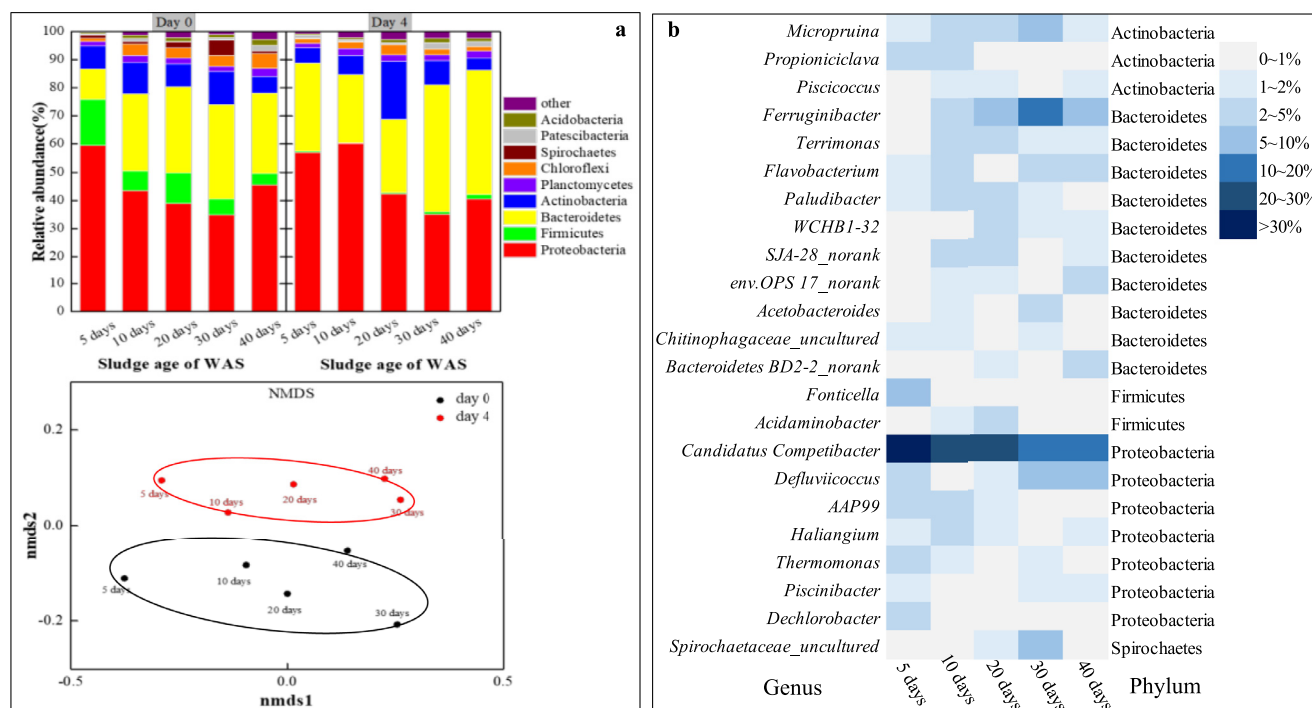 Day 0
Day 4
a
Relative abundance(%)
100
90
80
70
60
50
40
30
20
10
0
other
Acidobacteria
Patescibacteria
Spirochaetes
Chloroflexi
Planctomycetes
Actinobacteria
Bacteroidetes
Firmicutes
Proteobacteria
5 days
10 days
20 days
30 days
40 days
5 days
10 days
20 days
30 days
40 days
Sludge age of WAS
Sludge age of WAS
NMDS
day 0
day 4
nmds2
0.2
0.0
-0.2
5 days
10 days
20 days
40 days
30 days
5 days
10 days
20 days
40 days
30 days
-0.5
0.0
0.5
nmds1
b
Micropruina Actinobacteria
Propioniciclava Actinobacteria
Piscicoccus Actinobacteria
Ferruginibacter Bacteroidetes
Terrimonas Bacteroidetes
Flavobacterium Bacteroidetes
Paludibacter Bacteroidetes
WCHB1-32 Bacteroidetes
SJA-28_norank Bacteroidetes
env.OPS 17_norank Bacteroidetes
Acetobacteroides Bacteroidetes
Chitinophagaceae_uncultured Bacteroidetes
Bacteroidetes BD2-2_norank Bacteroidetes
Fonticella Firmicutes
Acidaminobacter Firmicutes
Candidatus Competibacter Proteobacteria
Defluviicoccus Proteobacteria
AAP99 Proteobacteria
Haliangium Proteobacteria
Thermomonas Proteobacteria
Piscinibacter Proteobacteria
Dechlorobacter Proteobacteria
Spirochaetaceae_uncultured Spirochaetes
5 days
10 days
20 days
30 days
40 days
Genus
Phylum
0~1%
1~2%
2~5%
5~10%
10~20%
20~30%
>30%